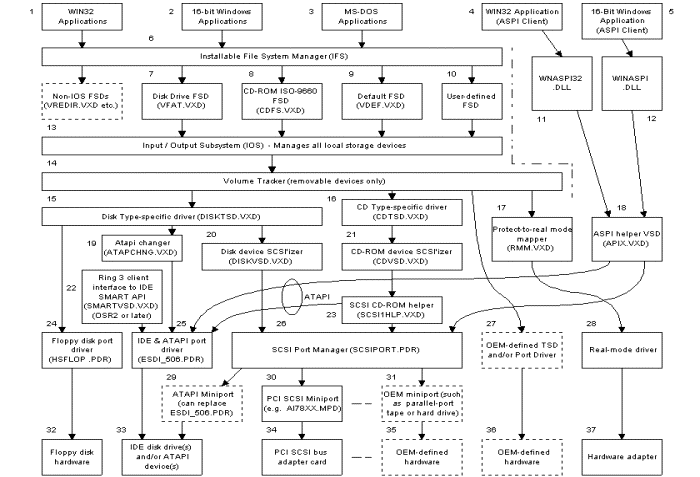 1
WIN32
Applications
2
16-bit Windows
Applications
3
MS-DOS
Applications
4
WIN32 Application
(ASPI Client)
16-Bit Windows
Application
(ASPI Client)
5
6
Installable File System Manager (IFS)
Non-IOS FSDs
(VREDIR.VXD etc.)
7
Disk Drive FSD
(VFAT.VXD)
8
CD-ROM ISO-9660
FSD
(CDFS.VXD)
9
Default FSD
(VDEF.VXD)
10
User-defined
FSD
WNASPI32
.DLL
WINASPI
.DLL
11
12
13
Input / Output Subsystem (IOS) - Manages all local storage devices
14
Volume Tracker (removable devices only)
15
Disk Type-specific driver (DISKTSD.VXD)
16
CD Type-specific driver
(CDTSD.VXD)
17
Protect-to-real mode
mapper
(RMM.VXD)
18
ASPI helper VSD
(APIX.VXD)
19
Atapi changer
(ATAPCHNG.VXD)
20
Disk device SCSI'izer
(DISKVSD.VXD)
21
CD-ROM device SCSI'izer
(CDVSD.VXD)
22
Ring 3 client
interface to IDE
SMART API
(SMARTVSD.VXD)
(OSR2 or later)
ATAPI
23
SCSI CD-ROM helper
(SCSI1HLP.VXD)
24
Floppy disk port
driver
(HSFLOP .PDR)
25
IDE & ATAPI port
driver
(ESDI_506.PDR)
26
SCSI Port Manager (SCSIPORT.PDR)
27
OEM-defined TSD
and/or Port Driver
28
Real-mode driver
29
ATAPI Miniport
(can replace
ESDI_506.PDR)
30
PCI SCSI Miniport
(e.g. AI78XX.MPD)
31
OEM miniport (such,
as parallel-port
tape or hard drive)
32
Floppy disk
hardware
33
IDE disk drive(s)
and/or ATAPI
device(s)
34
PCI SCSI bus
adapter card
35
OEM-defined
hardware
36
OEM-defined
hardware
37
Hardware adapter